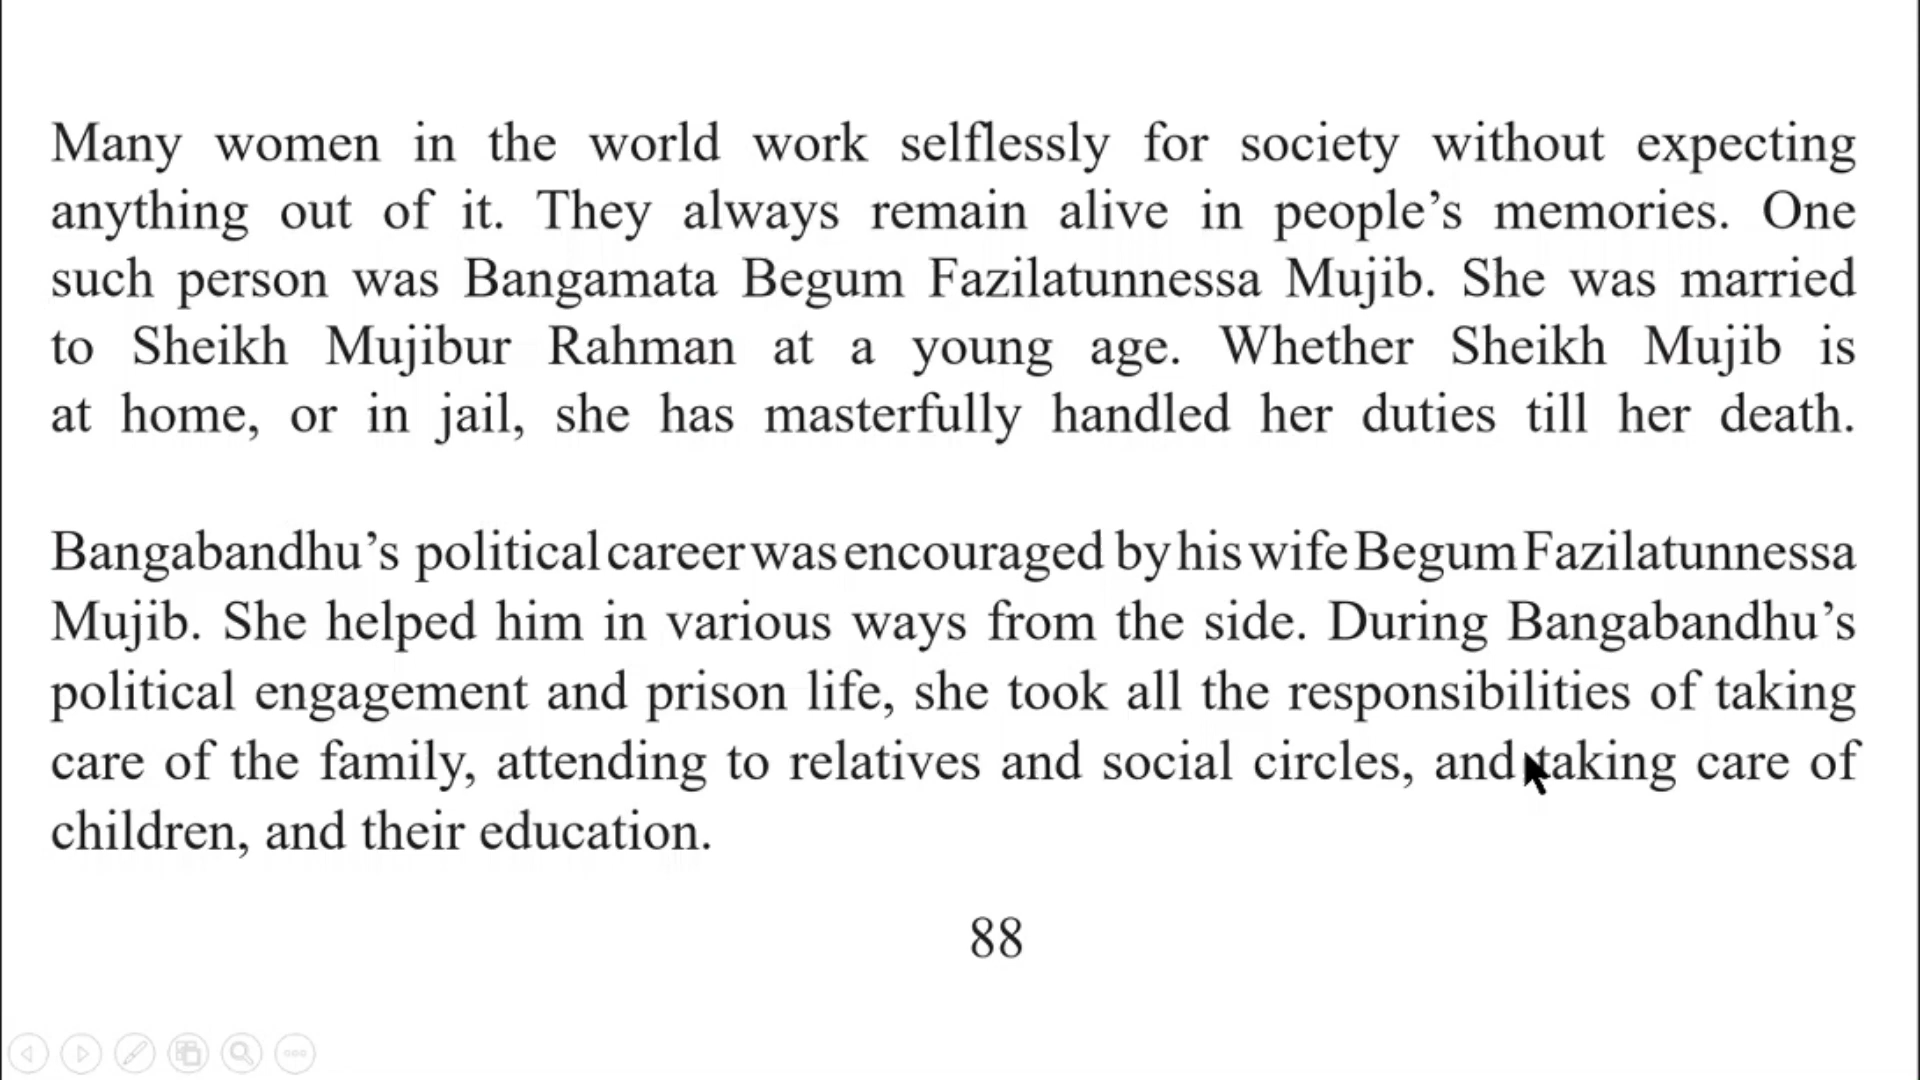 Many women in the world work selflessly for society without expecting
anything out of it. They always remain alive in people’s memories. One
such person was Bangamata Begum Fazilatunnessa Mujib. She was married
to Sheikh Mujibur Rahman at a young age. Whether Sheikh Mujib is
at home, or in jail, she has masterfully handled her duties till her death.
Bangabandhu’s political career was encouraged by his wife Begum Fazilatunnessa
Mujib. She helped him in various ways from the side. During Bangabandhu’s
political engagement and prison life, she took all the responsibilities of taking
care of the family, attending to relatives and social circles, and taking care of
children, and their education.
88